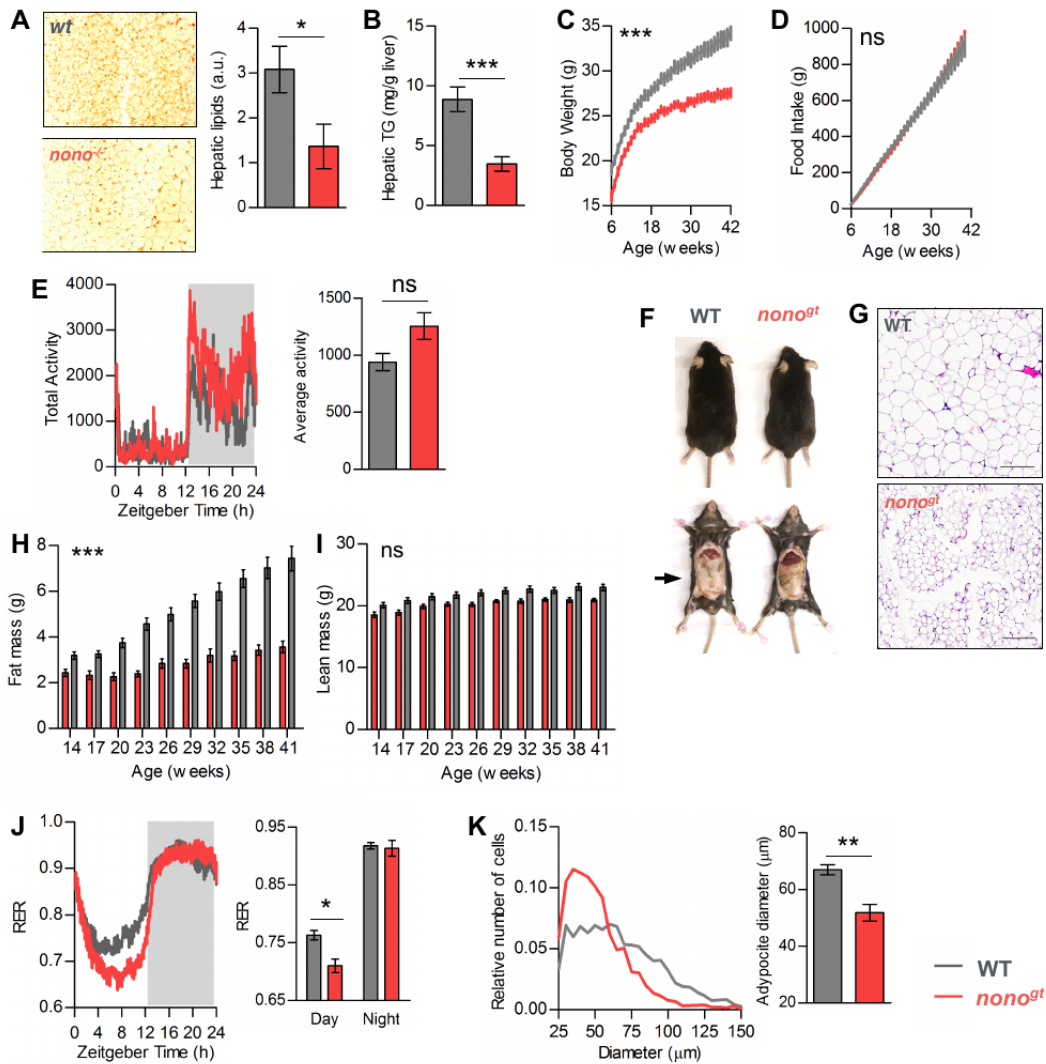 A
wt
nono-/-
Hepatic lipids (a.u.)
4
3
2
1
0
*
B
Hepatic TG (mg/g liver)
15
10
5
0
***
C
***
Body Weight (g)
35
30
25
20
15
6 18 30 42
Age (weeks)
D
ns
Food Intake (g)
1000
800
600
400
200
0
6 18 30 42
Age (weeks)
E
Total Activity
4000
3000
2000
1000
0
0 4 8 12 16 20 24
Zeitgeber Time (h)
Average activity
1500
1000
500
0
ns
F
WT nonogt
G
WT
nonogt
H
***
Fat mass (g)
8
6
4
2
0
14 17 20 23 26 29 32 35 38 41
Age (weeks)
I
ns
Lean mass (g)
30
20
10
0
14 17 20 23 26 29 32 35 38 41
Age (weeks)
J
RER
1.0
0.9
0.8
0.7
0.6
0 4 8 12 16 20 24
Zeitgeber Time (h)
RER
0.95
0.85
0.75
0.65
*
Day Night
K
Relative number of cells
0.20
0.15
0.10
0.05
0.00
25 50 75 100 125 150
Diameter (μm)
Adypocite diameter (μm)
80
60
40
20
**
WT
nonogt